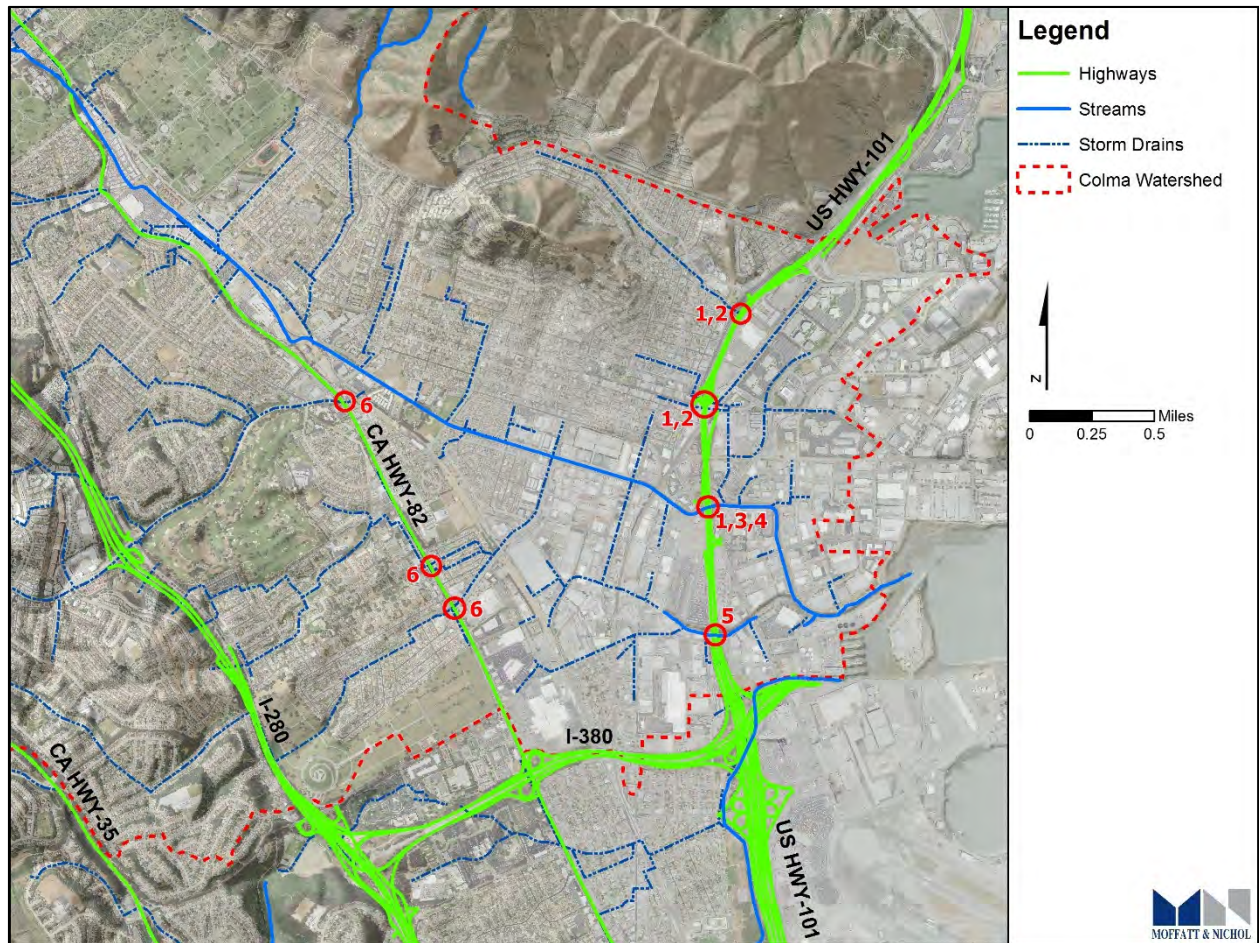 Legend
Highways
Streams
Storm Drains
Colma Watershed
N
0 0.25 0.5 Miles
US HWY-101
1,2
1,2
6
CA HWY-82
1,3,4
6
6
5
I-280
I-380
CA HWY-35
US HWY-101
MOFFATT & NICHOL